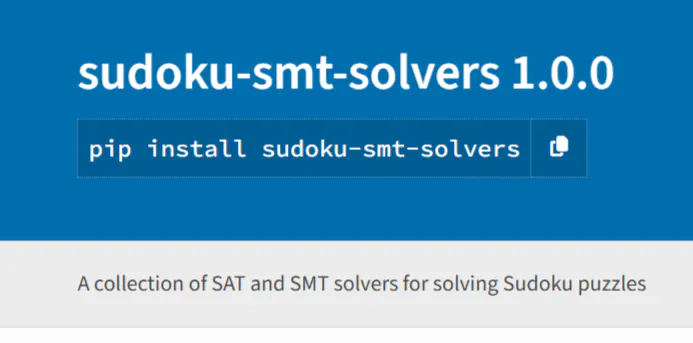 sudoku-smt-solvers 1.0.0
pip install sudoku-smt-solvers
A collection of SAT and SMT solvers for solving Sudoku puzzles